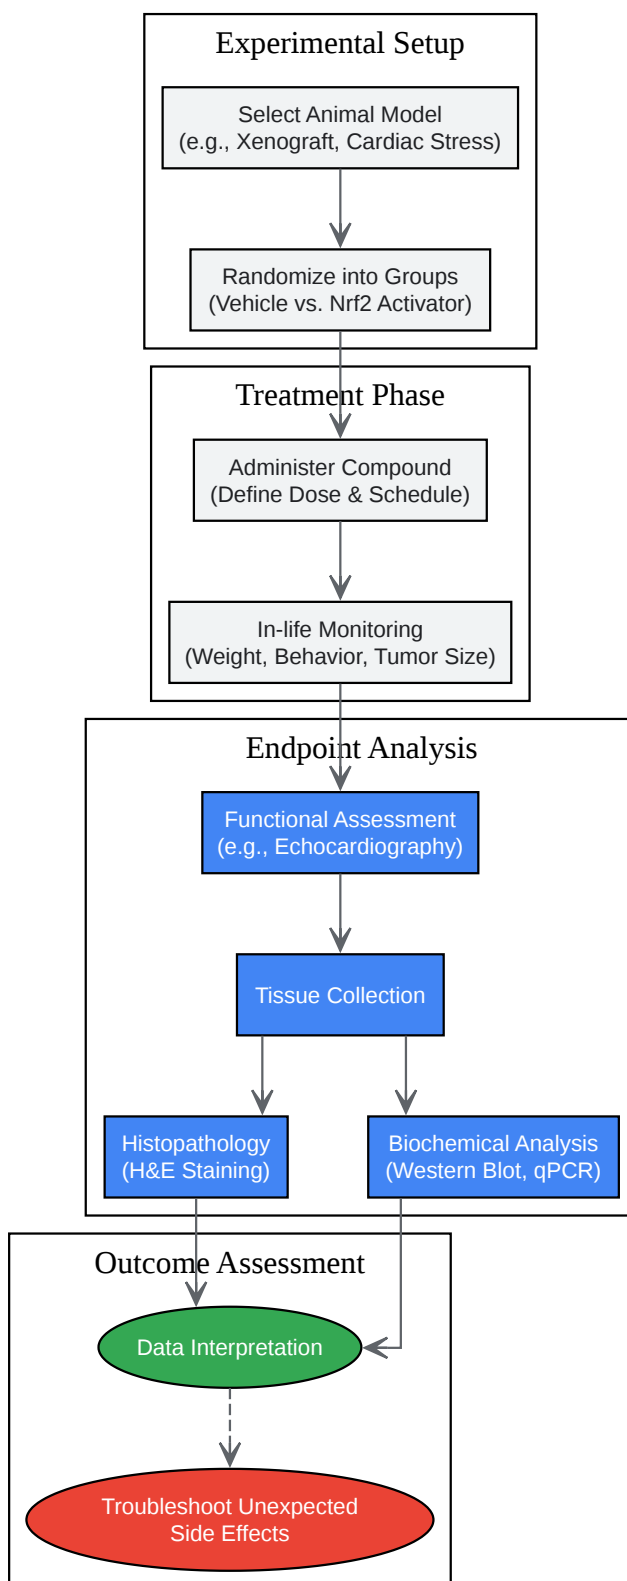 Experimental Setup
Select Animal Model
(e.g., Xenograft, Cardiac Stress)
Randomize into Groups
(Vehicle vs. Nrf2 Activator)
Treatment Phase
Administer Compound
(Define Dose & Schedule)
In-life Monitoring
(Weight, Behavior, Tumor Size)
Endpoint Analysis
Functional Assessment
(e.g., Echocardiography)
Tissue Collection
Histopathology
(H&E Staining)
Biochemical Analysis
(Western Blot, qPCR)
Outcome Assessment
Data Interpretation
Troubleshoot Unexpected
Side Effects